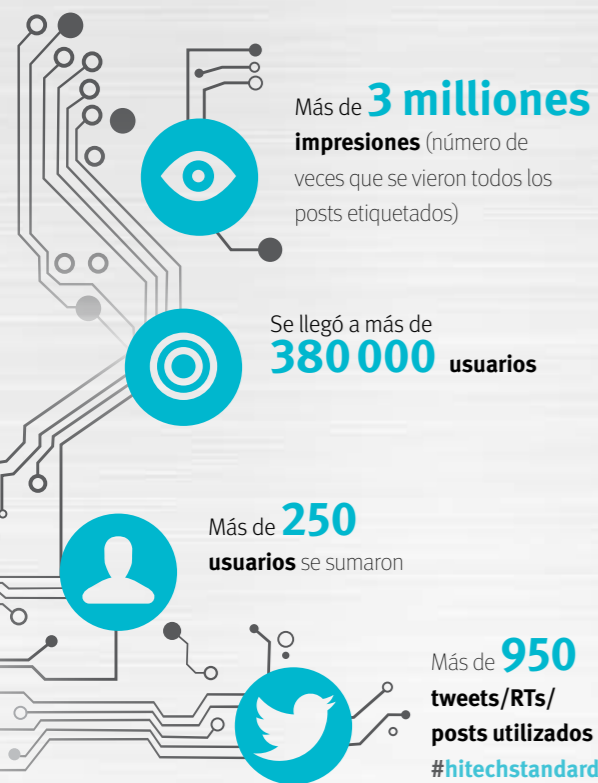 Más de 3 milliones
impresiones (número de
veces que se vieron todos los
posts etiquetados)
Se llegó a más de
380 000 usuarios
Más de 250
usuarios se sumaron
Más de 950
tweets/RTs/
posts utilizados
#hitechstandard